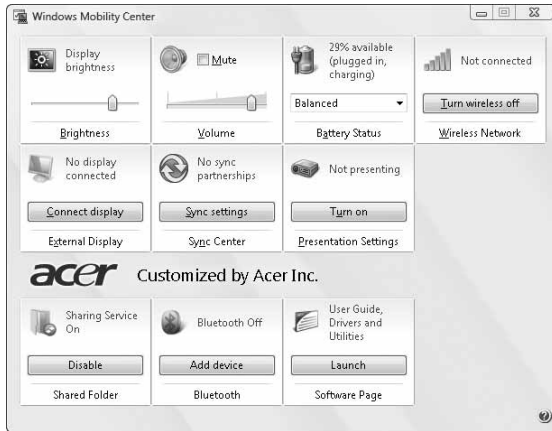 Windows Mobility Center
Display
brightness
Brightness
Mute
Volume
29% available
(plugged in,
charging)
Balanced
Battery Status
Not connected
Turn wireless off
Wireless Network
No display
connected
Connect display
External Display
No sync
partnerships
Sync settings
Sync Center
Not presenting
Turn on
Presentation Settings
acer Customized by Acer Inc.
Sharing Service
On
Disable
Shared Folder
Bluetooth Off
Add device
Bluetooth
User Guide,
Drivers and
Utilities
Launch
Software Page
?